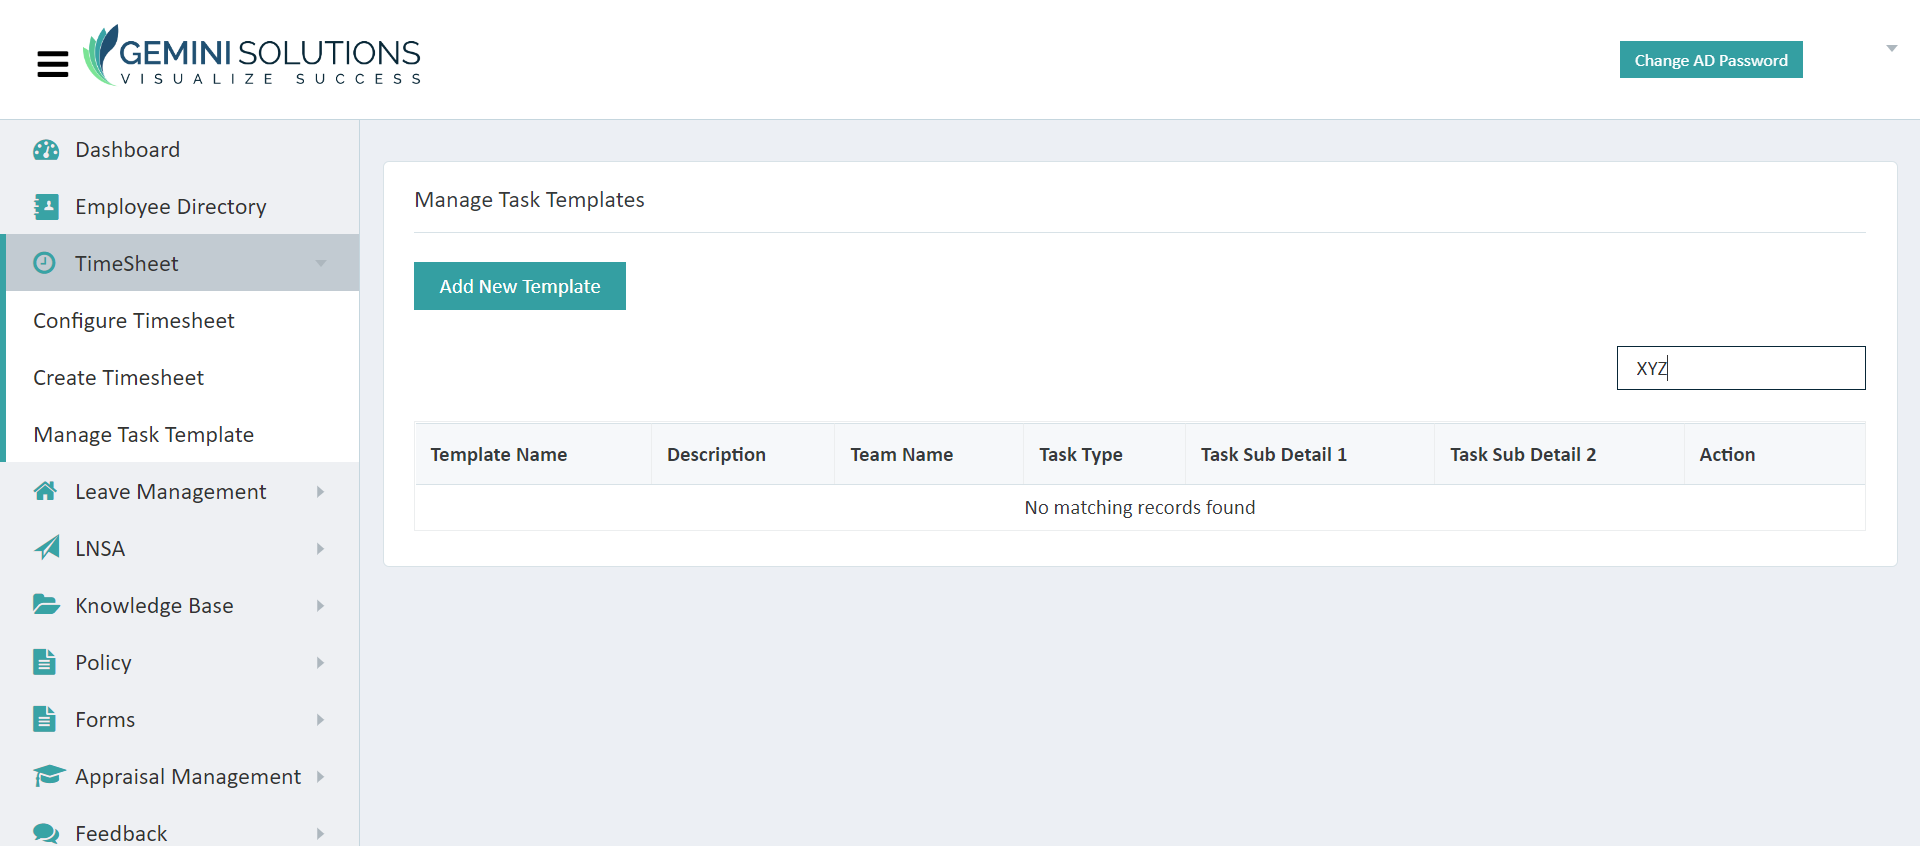 GEMINI SOLUTIONS
VISUALIZE SUCCESS
Change AD Password
Dashboard
Employee Directory
TimeSheet
Configure Timesheet
Create Timesheet
Manage Task Template
Leave Management
LNSA
Knowledge Base
Policy
Forms
Appraisal Management
Feedback
Manage Task Templates
Add New Template
XYZ
Template Name Description Team Name Task Type Task Sub Detail 1 Task Sub Detail 2 Action
No matching records found